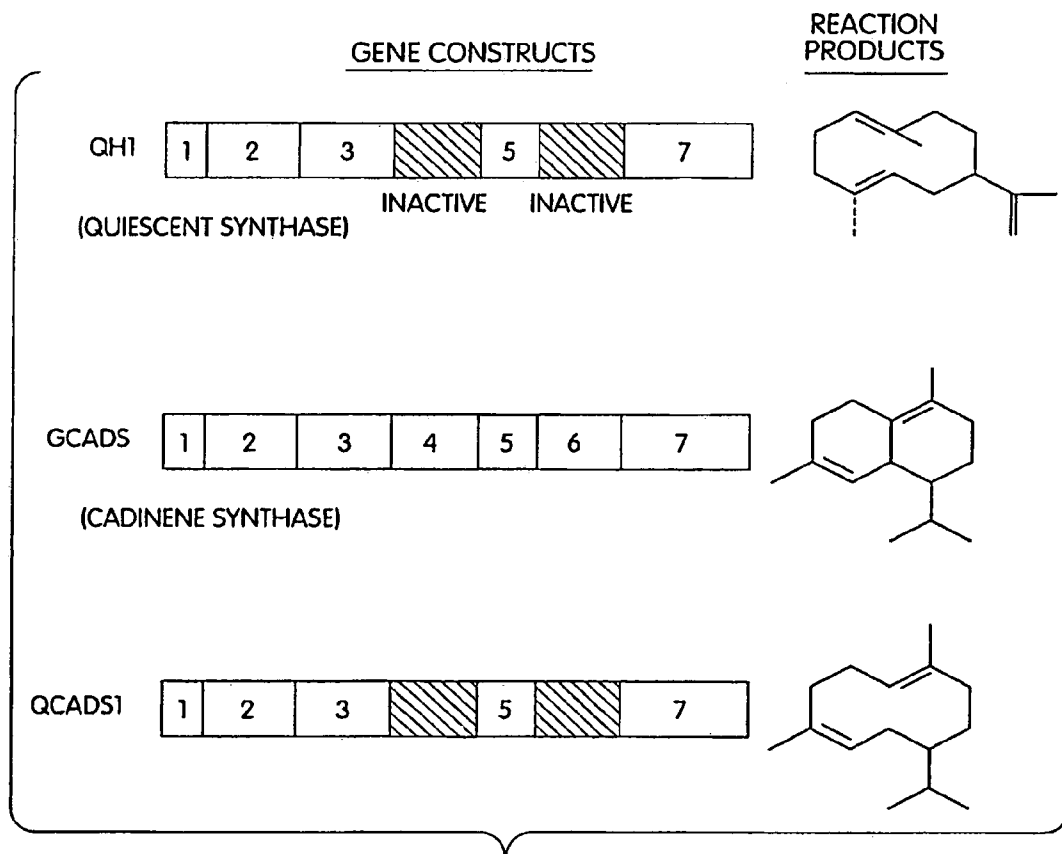 GENE CONSTRUCTS
REACTION
PRODUCTS
QH1
1 2 3 5 7
INACTIVE INACTIVE
(QUIESCENT SYNTHASE)
GCADS
1 2 3 4 5 6 7
(CADINENE SYNTHASE)
QCADS1
1 2 3 5 7